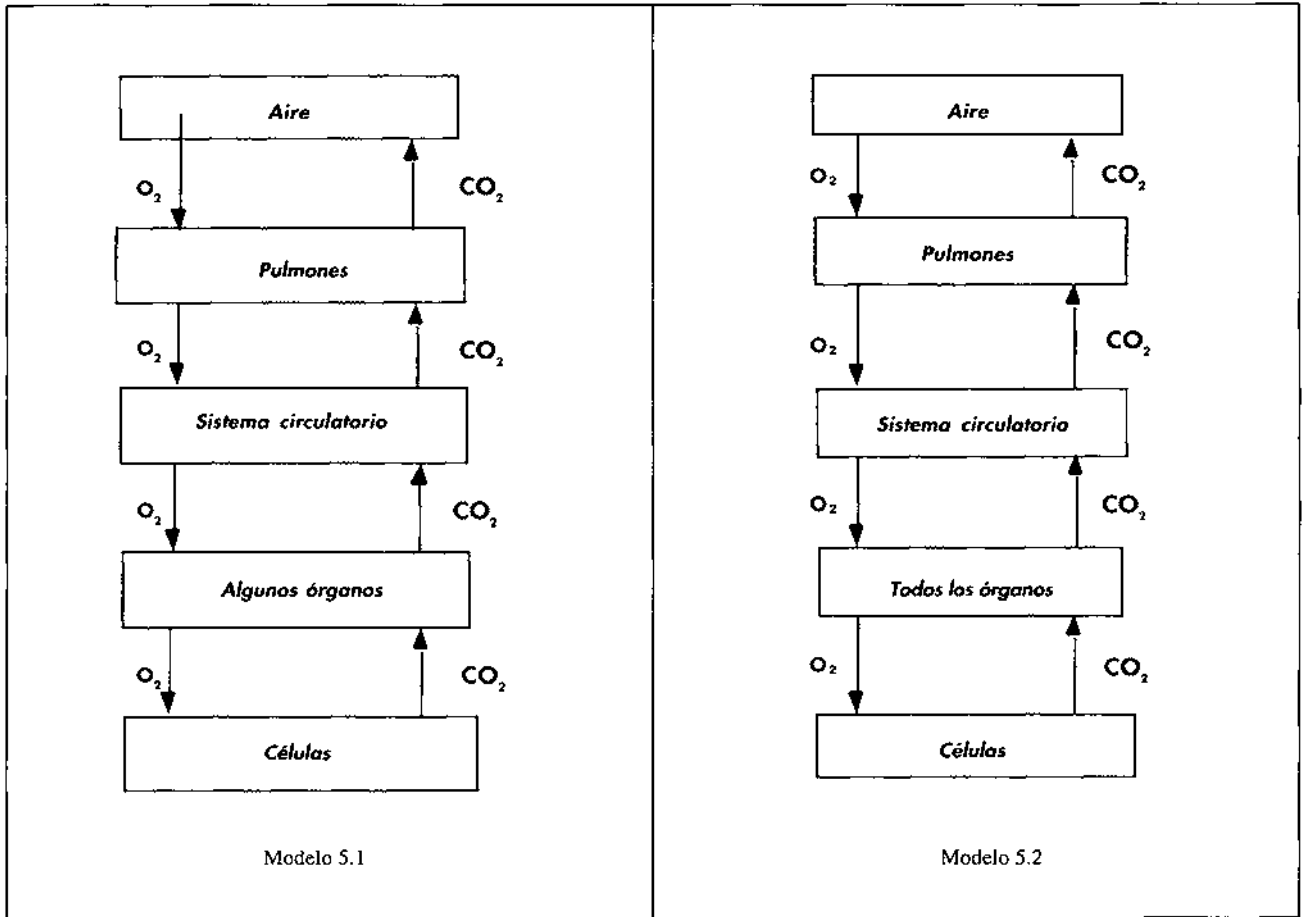 Aire
O₂
CO₂
Pulmones
O₂
CO₂
Sistema circulatorio
O₂
CO₂
Algunos órganos
O₂
CO₂
Células
Modelo 5.1
Aire
O₂
CO₂
Pulmones
O₂
CO₂
Sistema circulatorio
O₂
CO₂
Todos los órganos
O₂
CO₂
Células
Modelo 5.2